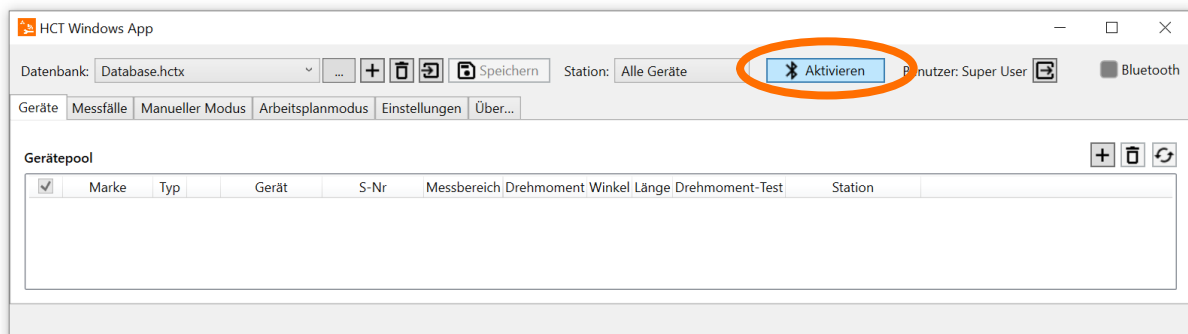 HCT Windows App
Datenbank: Database.hctx ... Speichern Station: Alle Geräte Aktivieren Benutzer: Super User Bluetooth
Geräte Messfälle Manueller Modus Arbeitsplanmodus Einstellungen Über...
Gerätepool
Marke Typ Gerät S-Nr Messbereich Drehmoment Winkel Länge Drehmoment-Test Station